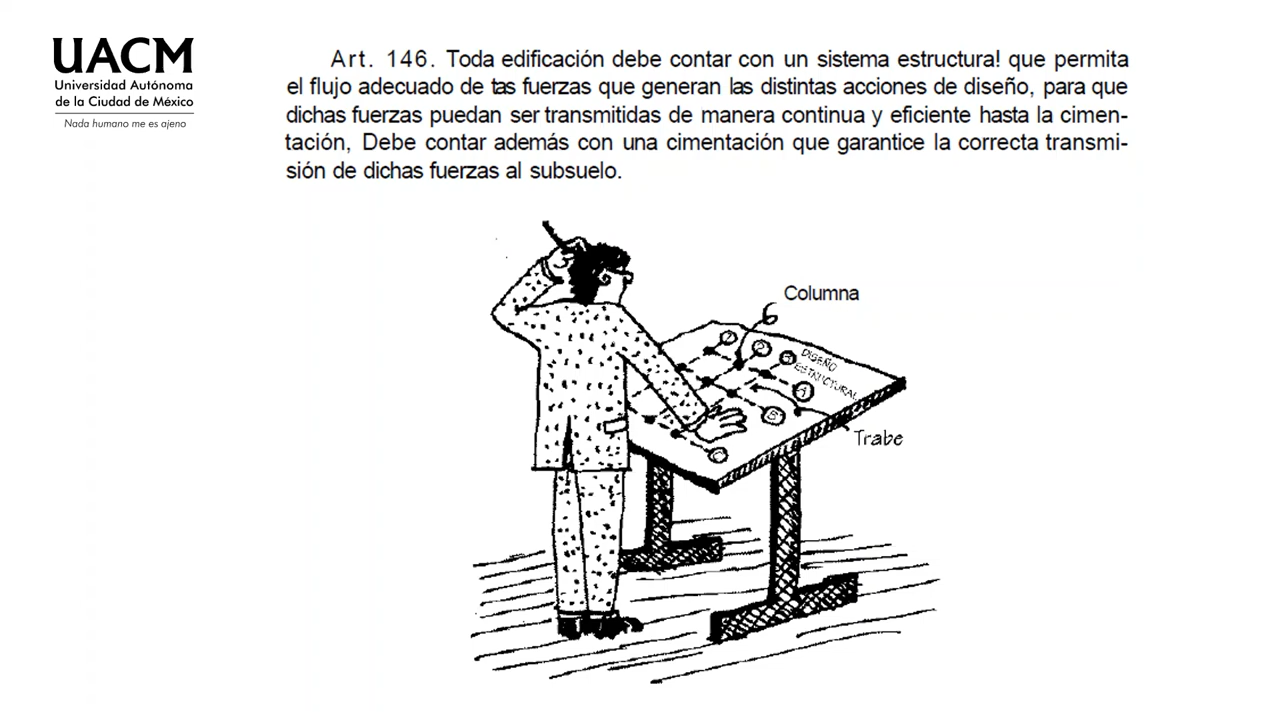 UACM
Universidad Autónoma
de la Ciudad de México
Nada humano me es ajeno
Art. 146. Toda edificación debe contar con un sistema estructura! que permita
el flujo adecuado de tas fuerzas que generan las distintas acciones de diseño, para que
dichas fuerzas puedan ser transmitidas de manera continua y eficiente hasta la cimen-
tación, Debe contar además con una cimentación que garantice la correcta transmi-
sión de dichas fuerzas al subsuelo.
Columna
1
2
3
DISEÑO
ESTRUCTURAL
A
B
C
Trabe